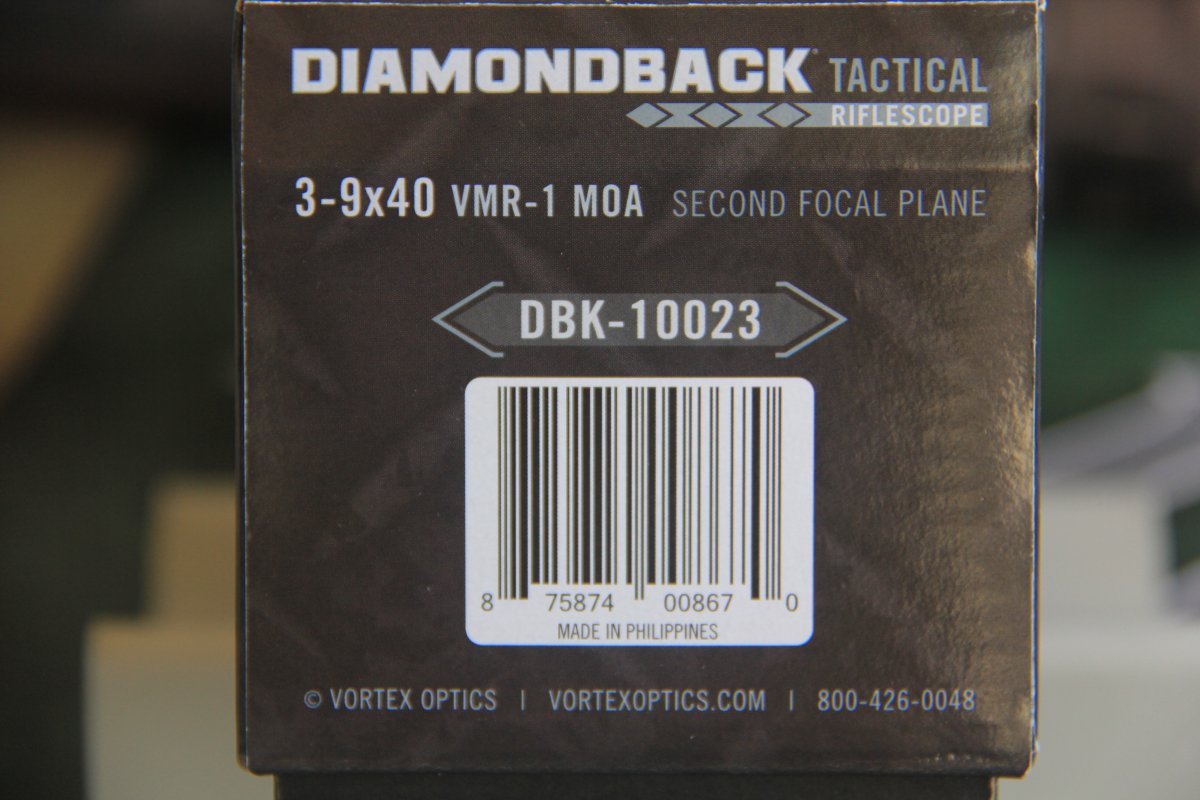 DIAMONDBACK TACTICAL
RIFLESCOPE
3-9x40 VMR-1 MOA SECOND FOCAL PLANE
DBK-10023
8 75874 00867 0
MADE IN PHILIPPINES
© VORTEX OPTICS | VORTEXOPTICS.COM | 800-426-0048